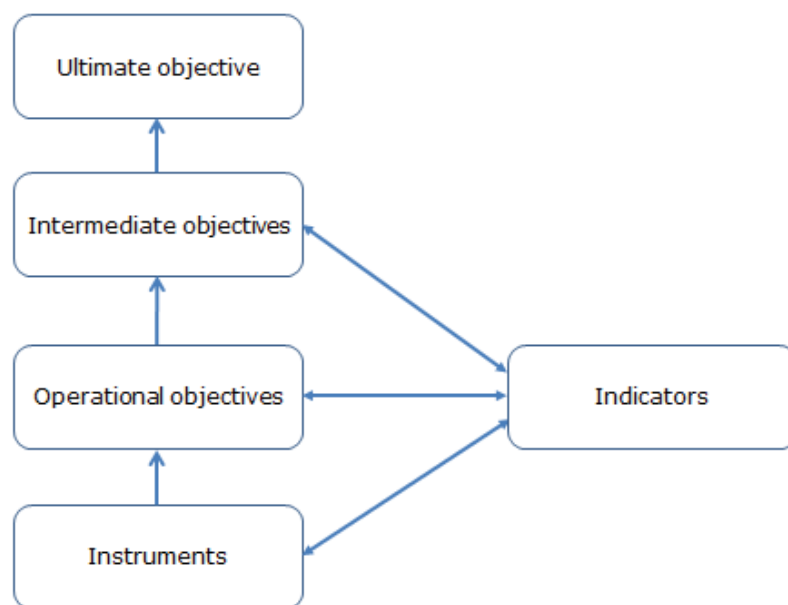 Ultimate objective
Intermediate objectives
Operational objectives
Indicators
Instruments